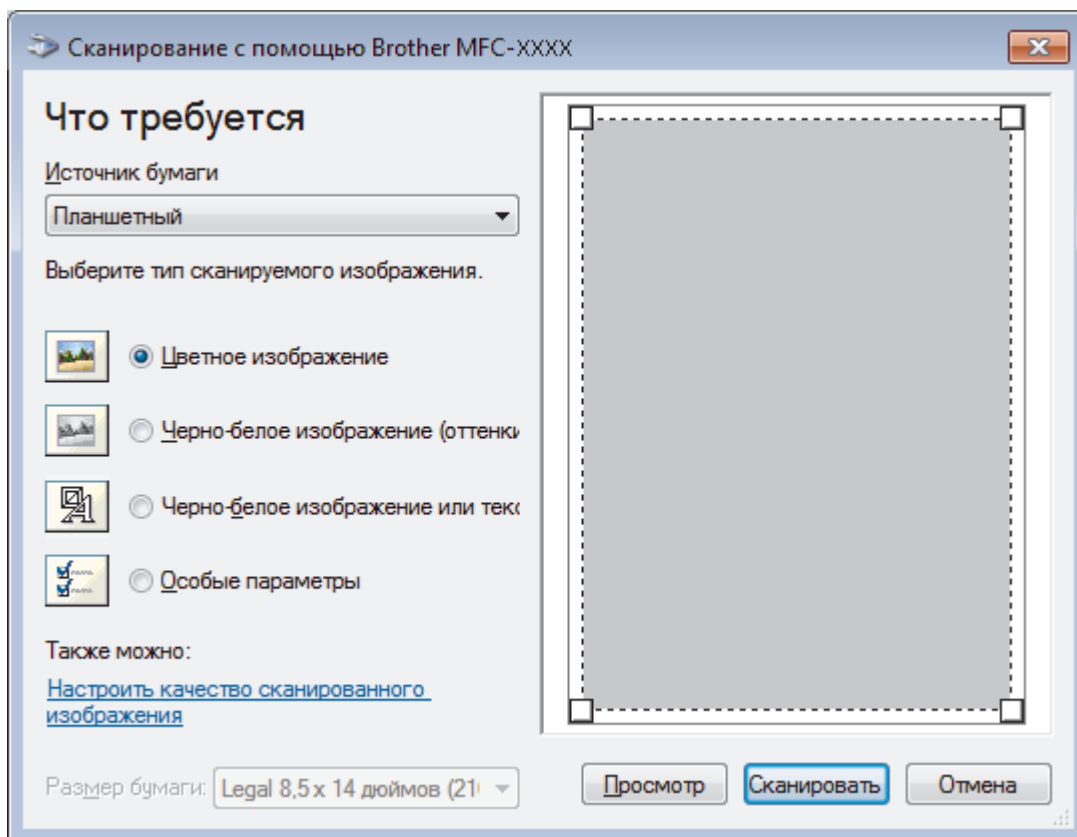 Сканирование с помощью Brother MFC-XXXX
Что требуется
Источник бумаги
Планшетный
Выберите тип сканируемого изображения.
Цветное изображение
Черно-белое изображение (оттенки
Черно-белое изображение или текс
Особые параметры
Также можно:
Настроить качество сканированного
изображения
Размер бумаги: Legal 8,5 x 14 дюймов (21
Просмотр Сканировать Отмена